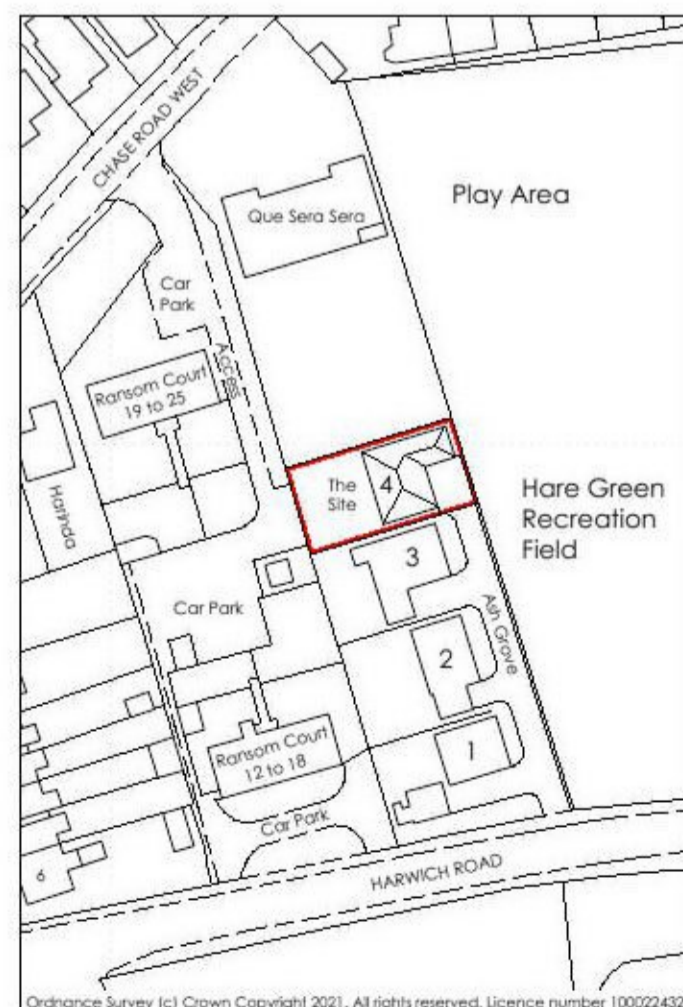 CHASE ROAD WEST
Play Area
Que Sera Sera
Car
Park
Access
Ransom Court
19 to 25
Harinda
The
Site
4
Hare Green
Recreation
Field
3
Car Park
Ash Grove
2
1
Ransom Court
12 to 18
Car Park
HARWICH ROAD
6
Ordnance Survey (c) Crown Copyright 2021. All rights reserved. Licence number 100022432